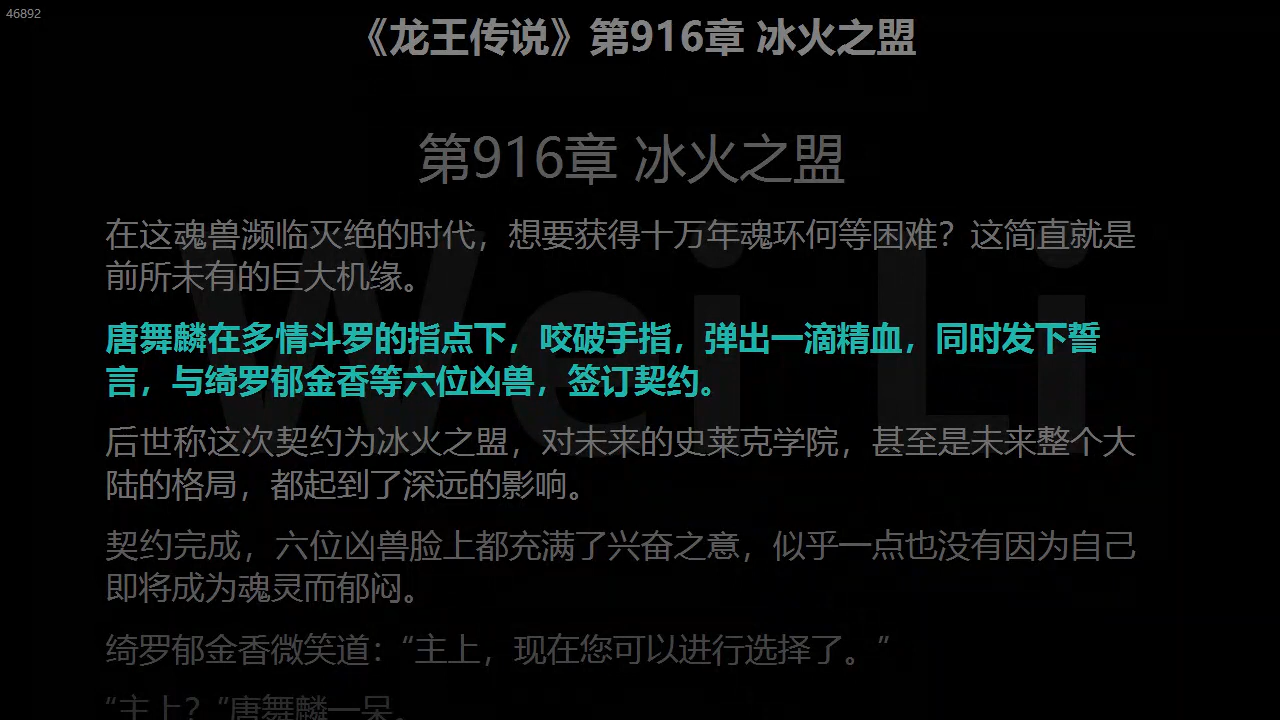 46892
《龙王传说》第916章 冰火之盟
第916章 冰火之盟
在这魂兽濒临灭绝的时代，想要获得十万年魂环何等困难？这简直就是
前所未有的巨大机缘。
唐舞麟在多情斗罗的指点下，咬破手指，弹出一滴精血，同时发下誓
言，与绮罗郁金香等六位凶兽，签订契约。
后世称这次契约为冰火之盟，对未来的史莱克学院，甚至是未来整个大
陆的格局，都起到了深远的影响。
契约完成，六位凶兽脸上都充满了兴奋之意，似乎一点也没有因为自己
即将成为魂灵而郁闷。
绮罗郁金香微笑道：“主上，现在您可以进行选择了。”
“主上？”唐舞麟一呆。
Wei Li